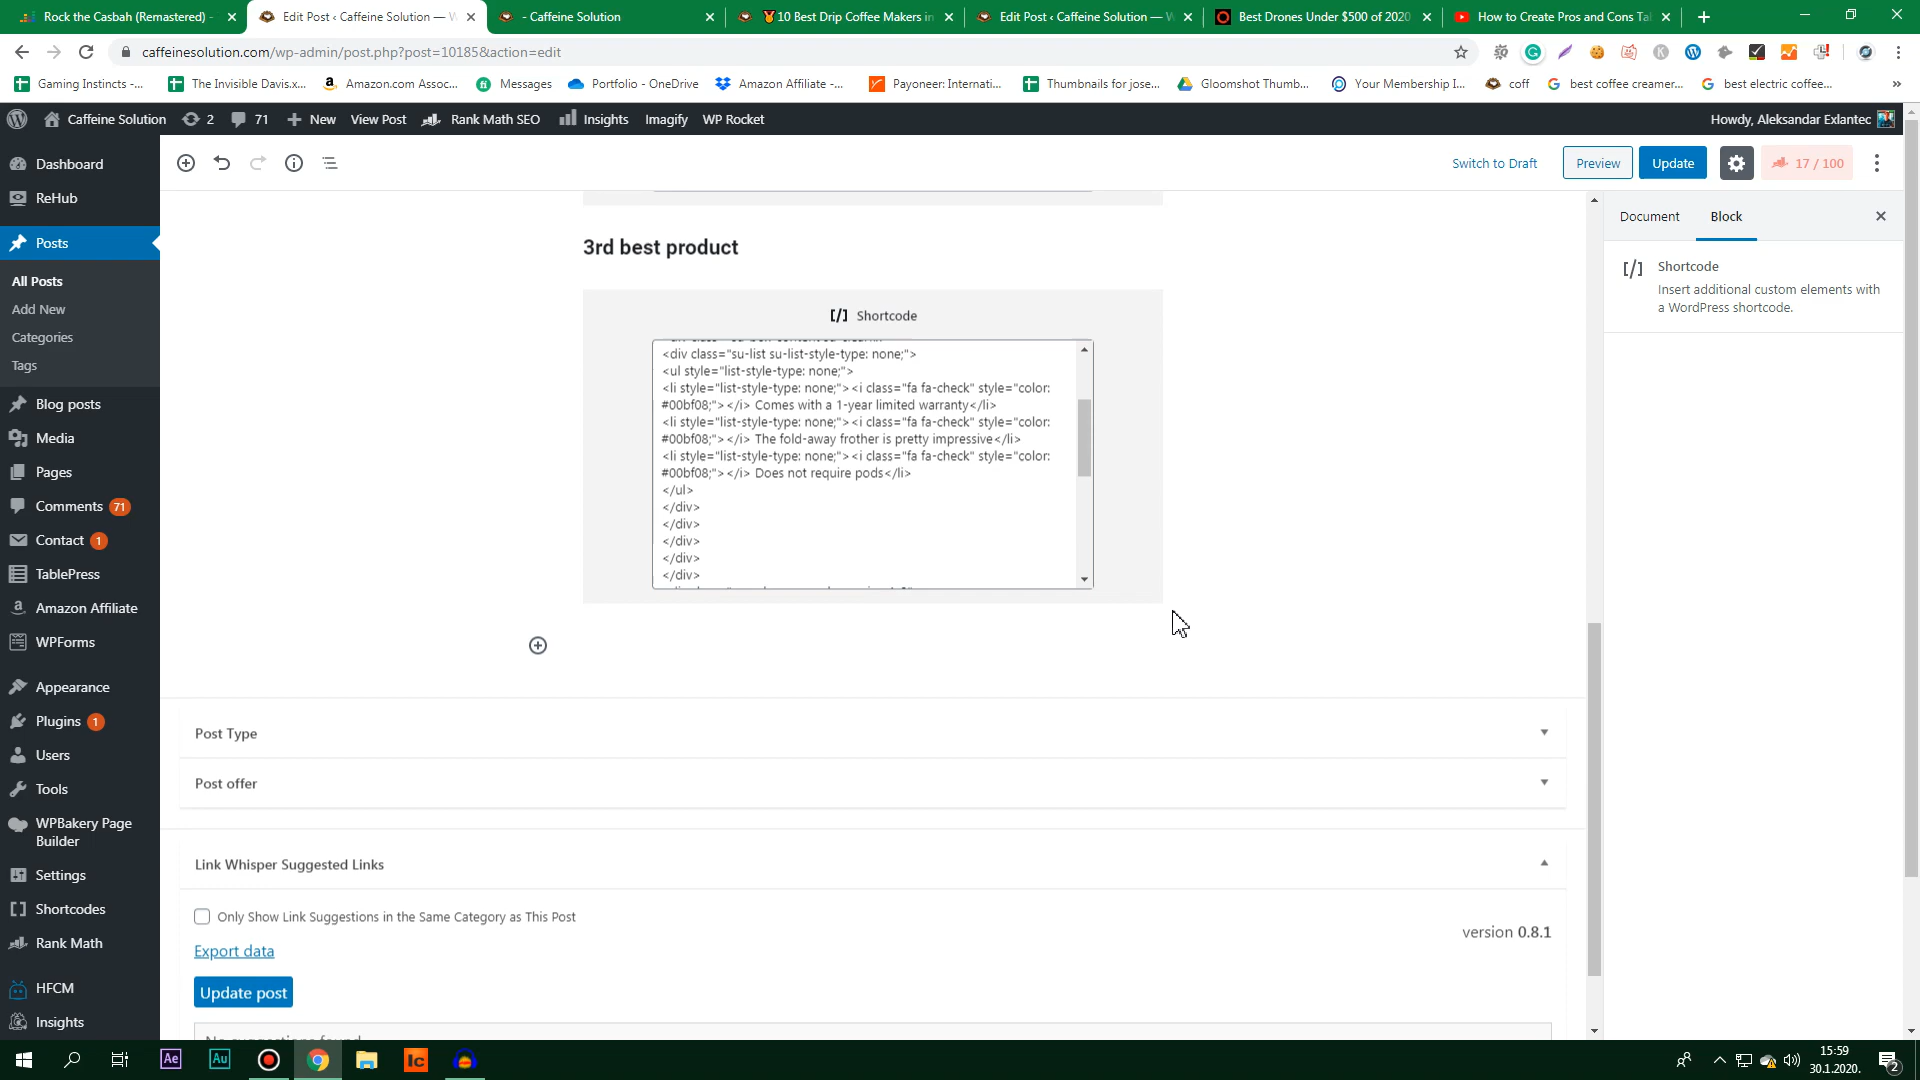 Rock the Casbah (Remastered) -
Edit Post ‹ Caffeine Solution — W
- Caffeine Solution
10 Best Drip Coffee Makers in
Edit Post ‹ Caffeine Solution — W
Best Drones Under $500 of 2020
How to Create Pros and Cons Tal
caffeinesolution.com/wp-admin/post.php?post=10185&action=edit
Gaming Instincts -...
The Invisible Davis.x...
Amazon.com Assoc...
Messages
Portfolio - OneDrive
Amazon Affiliate -...
Payoneer: Internati...
Thumbnails for jose...
Gloomshot Thumb...
Your Membership I...
coff
best coffee creamer...
best electric coffee...
Caffeine Solution
2
71
New
View Post
Rank Math SEO
Insights
Imagify
WP Rocket
Howdy, Aleksandar Exlantec
Switch to Draft
Preview
Update
17 / 100
Dashboard
ReHub
Posts
All Posts
Add New
Categories
Tags
Blog posts
Media
Pages
Comments 71
Contact 1
TablePress
Amazon Affiliate
WPForms
Appearance
Plugins 1
Users
Tools
WPBakery Page
Builder
Settings
Shortcodes
Rank Math
HFCM
Insights
3rd best product
[/] Shortcode
<div class="su-list su-list-style-type: none;">
<ul style="list-style-type: none;">
<li style="list-style-type: none;"><i class="fa fa-check" style="color:
#00bf08;"></i> Comes with a 1-year limited warranty</li>
<li style="list-style-type: none;"><i class="fa fa-check" style="color:
#00bf08;"></i> The fold-away frother is pretty impressive</li>
<li style="list-style-type: none;"><i class="fa fa-check" style="color:
#00bf08;"></i> Does not require pods</li>
</ul>
</div>
</div>
</div>
</div>
</div>
Post Type
Post offer
Link Whisper Suggested Links
Only Show Link Suggestions in the Same Category as This Post
version 0.8.1
Export data
Update post
Document
Block
[/] Shortcode
Insert additional custom elements with
a WordPress shortcode.
Ae
Au
Ic
15:59
30.1.2020.
2